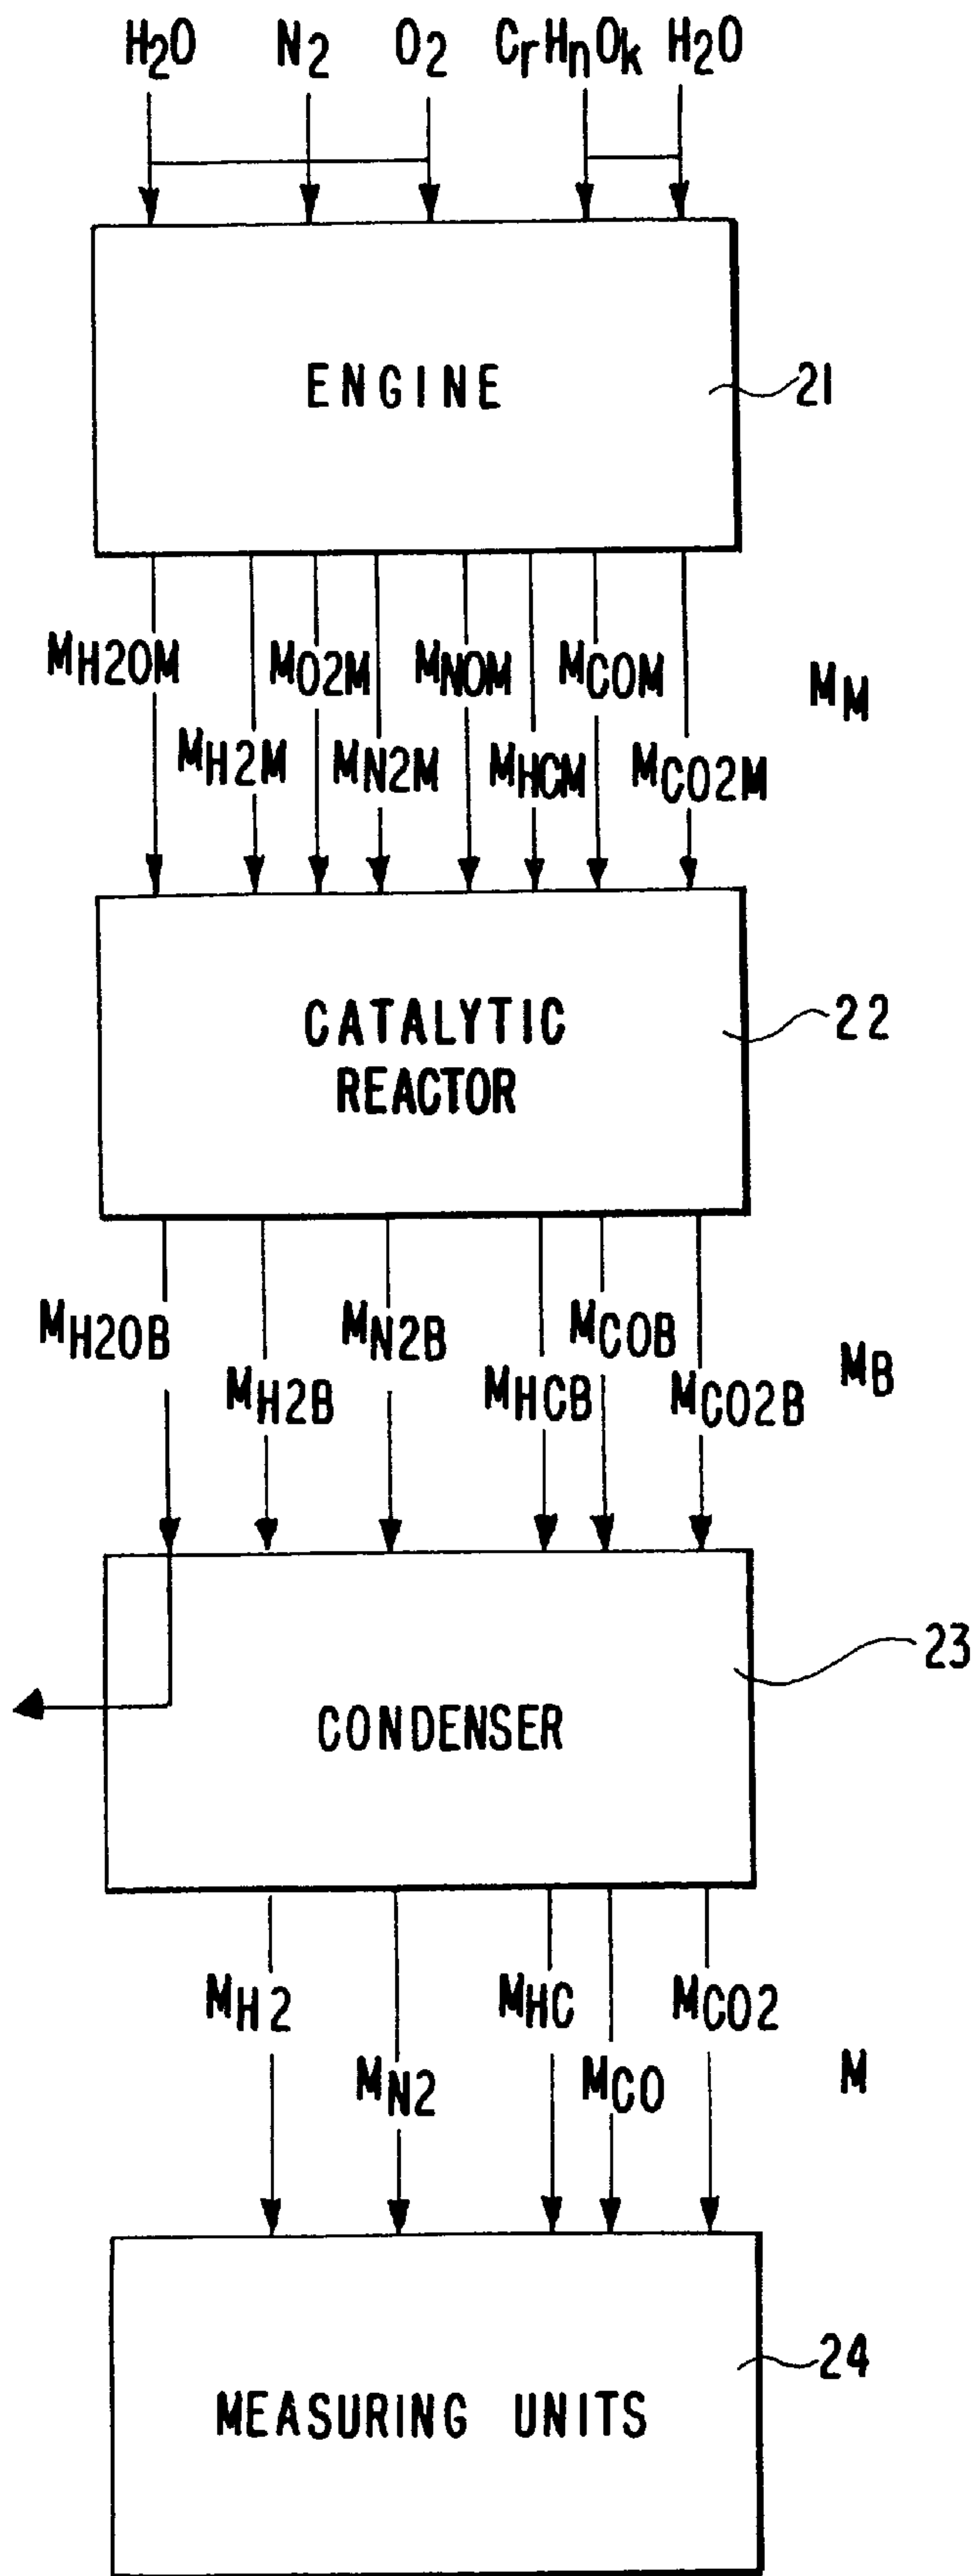 H2O N2 O2 CrHnOk H2O
ENGINE 21
MH2OM MO2M MNOM MCOM MM
MH2M MN2M MHCM MCO2M
CATALYTIC 22
REACTOR
MH2OB MN2B MCOB MB
MH2B MHCB MCO2B
23
CONDENSER
MH2 MHC MCO2
MN2 MCO M
24
MEASURING UNITS